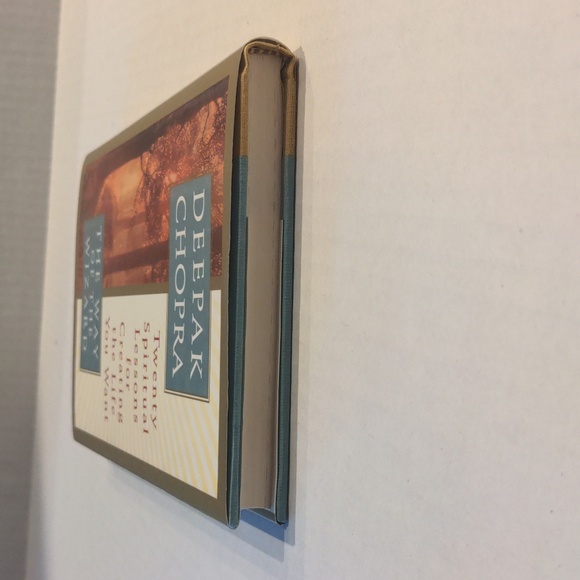 DEEPAK
CHOPRA
Twenty
Spiritual
Lessons
for
Creating
the Life
You Want
THE WAY
OF THE
WIZARD